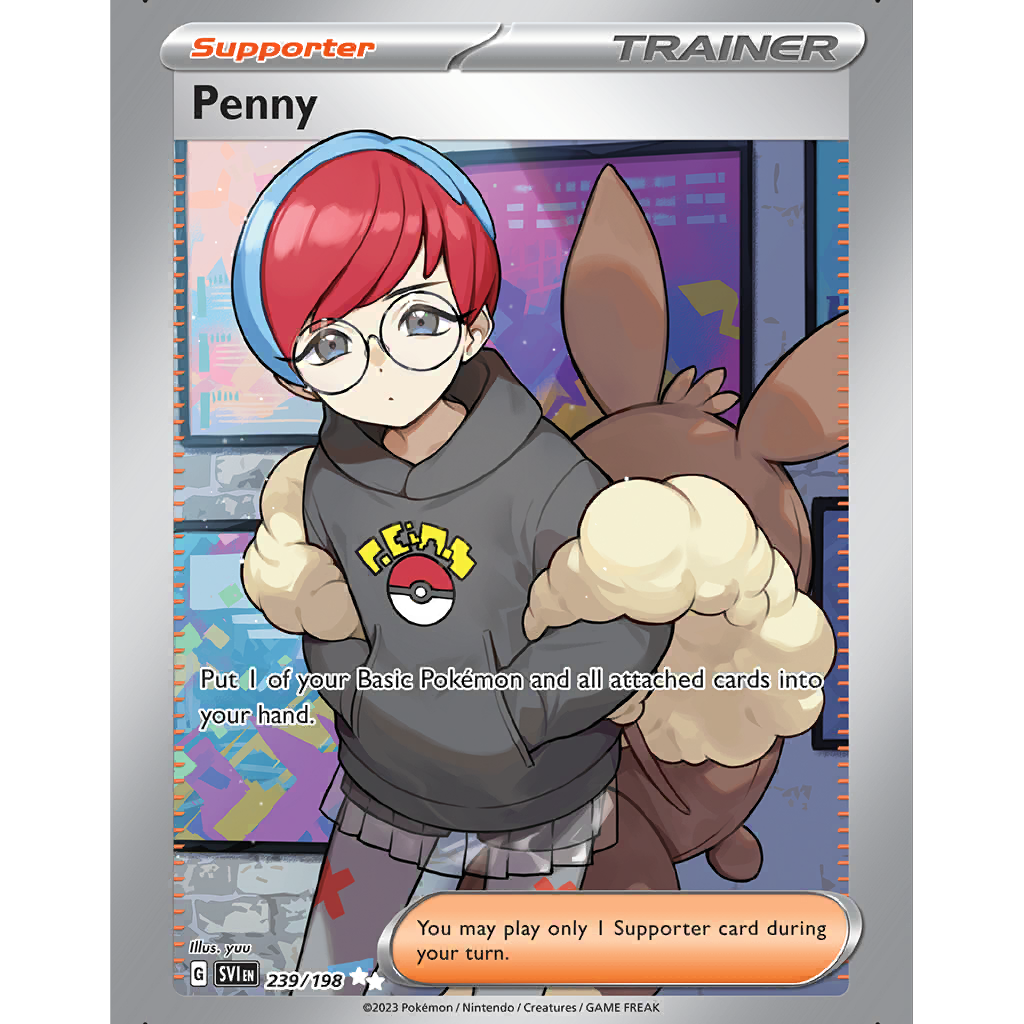 Supporter
TRAINER
Penny
Put 1 of your Basic Pokémon and all attached cards into
your hand.
You may play only 1 Supporter card during
your turn.
Illus. yuu
G SVI EN 239/198
©2023 Pokémon / Nintendo / Creatures / GAME FREAK